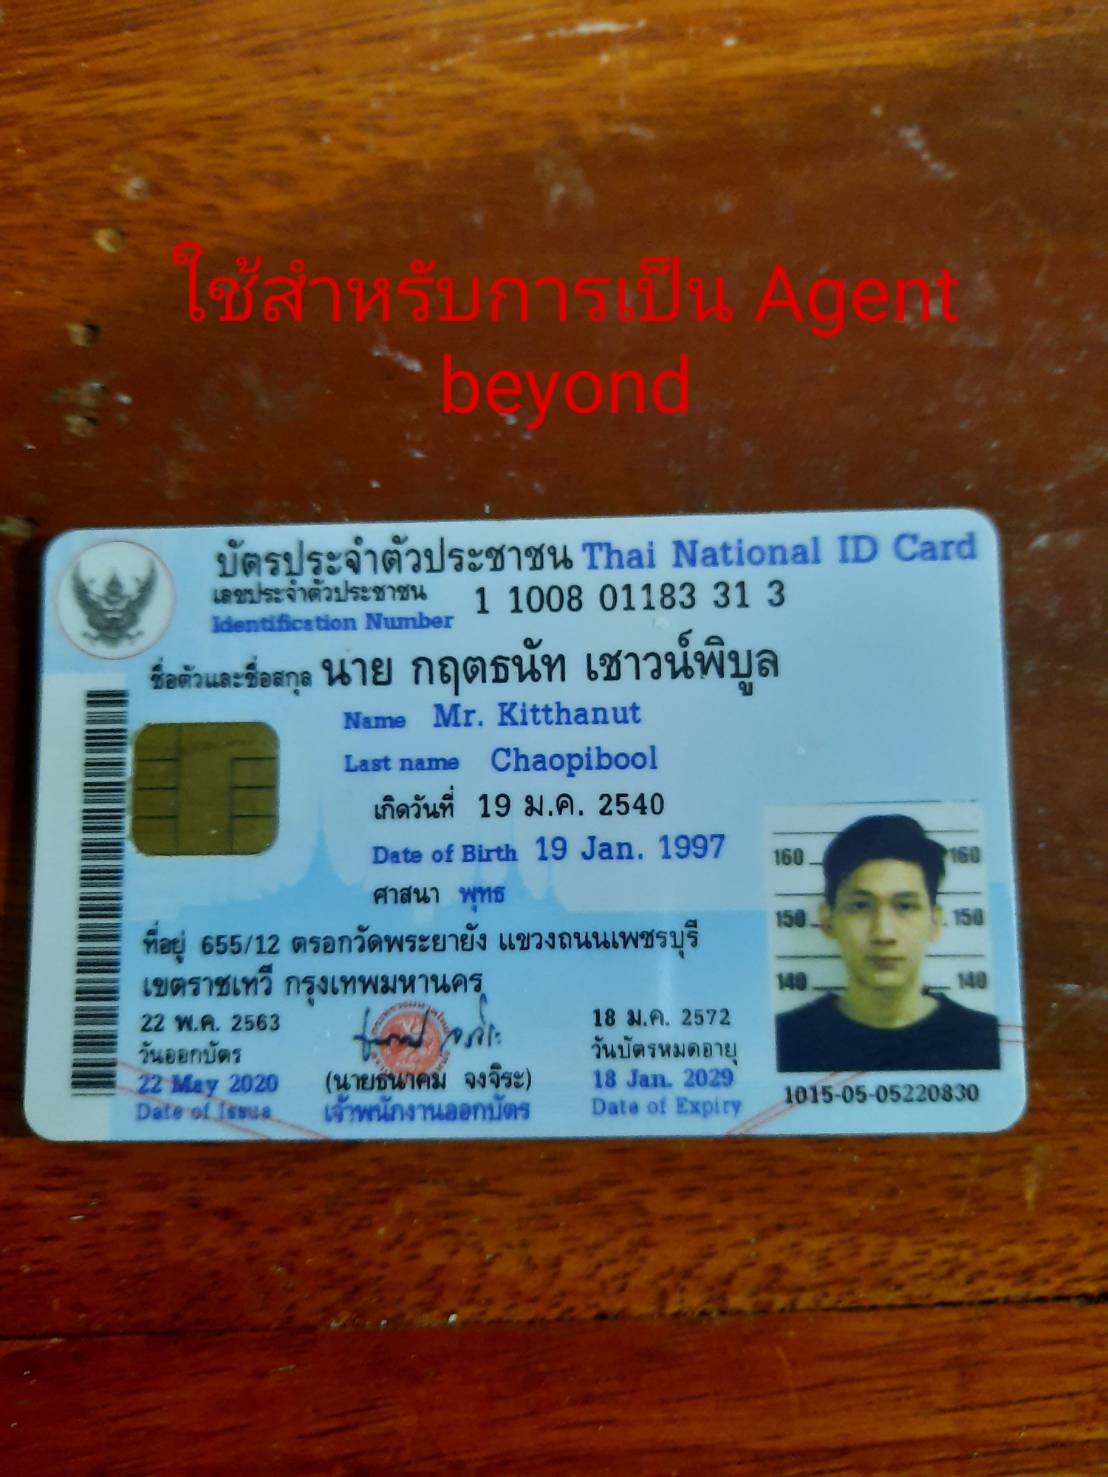 ใช้สำหรับการเป็น Agent
beyond
บัตรประจำตัวประชาชน Thai National ID Card
เลขประจำตัวประชาชน 1 1008 01183 31 3
Identification Number
ชื่อตัวและชื่อสกุล นาย กฤตธนัท เชาวน์พิบูล
Name Mr. Kitthanut
Last name Chaopibool
เกิดวันที่ 19 ม.ค. 2540
Date of Birth 19 Jan. 1997
ศาสนา พุทธ
ที่อยู่ 655/12 ตรอกวัดพระยายัง แขวงถนนเพชรบุรี
เขตราชเทวี กรุงเทพมหานคร
22 พ.ค. 2563
วันออกบัตร
22 May 2020
Date of Issue
(นายธนาคม จงจิระ)
เจ้าพนักงานออกบัตร
18 ม.ค. 2572
วันบัตรหมดอายุ
18 Jan. 2029
Date of Expiry
160 160
150 150
140 140
1015-05-05220830